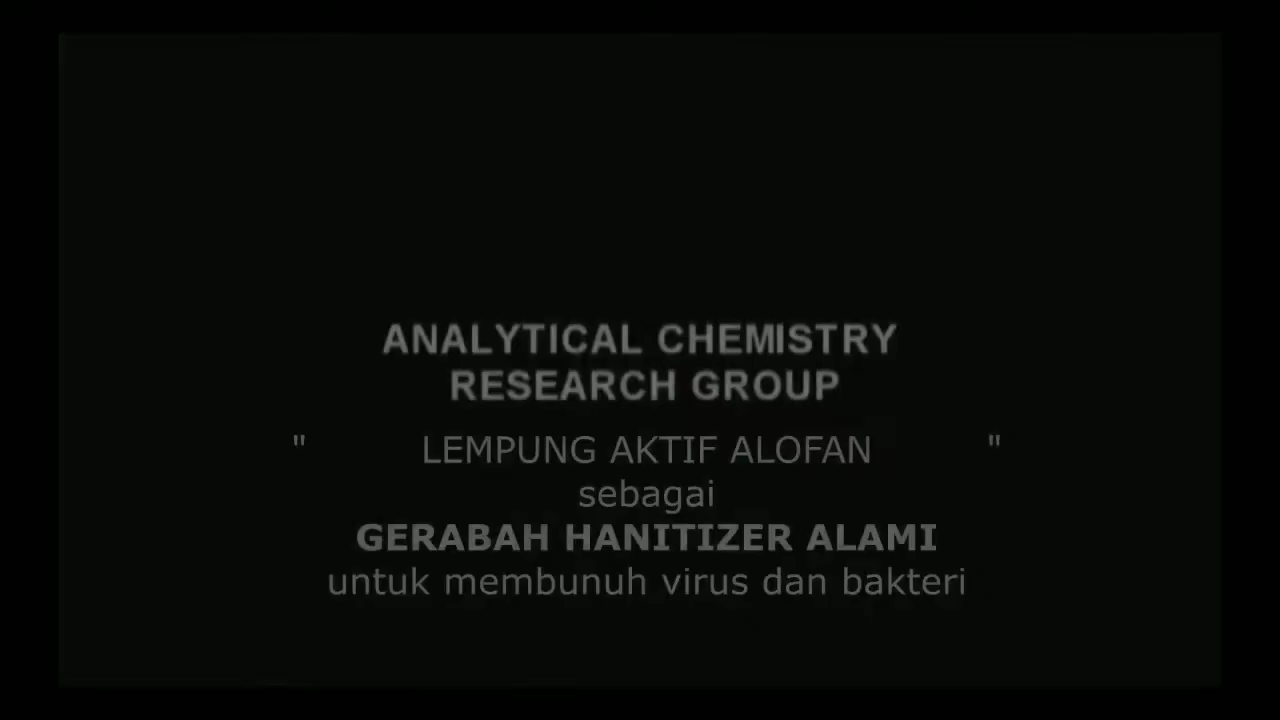 ANALYTICAL CHEMISTRY
RESEARCH GROUP
" LEMPUNG AKTIF ALOFAN "
sebagai
GERABAH HANITIZER ALAMI
untuk membunuh virus dan bakteri